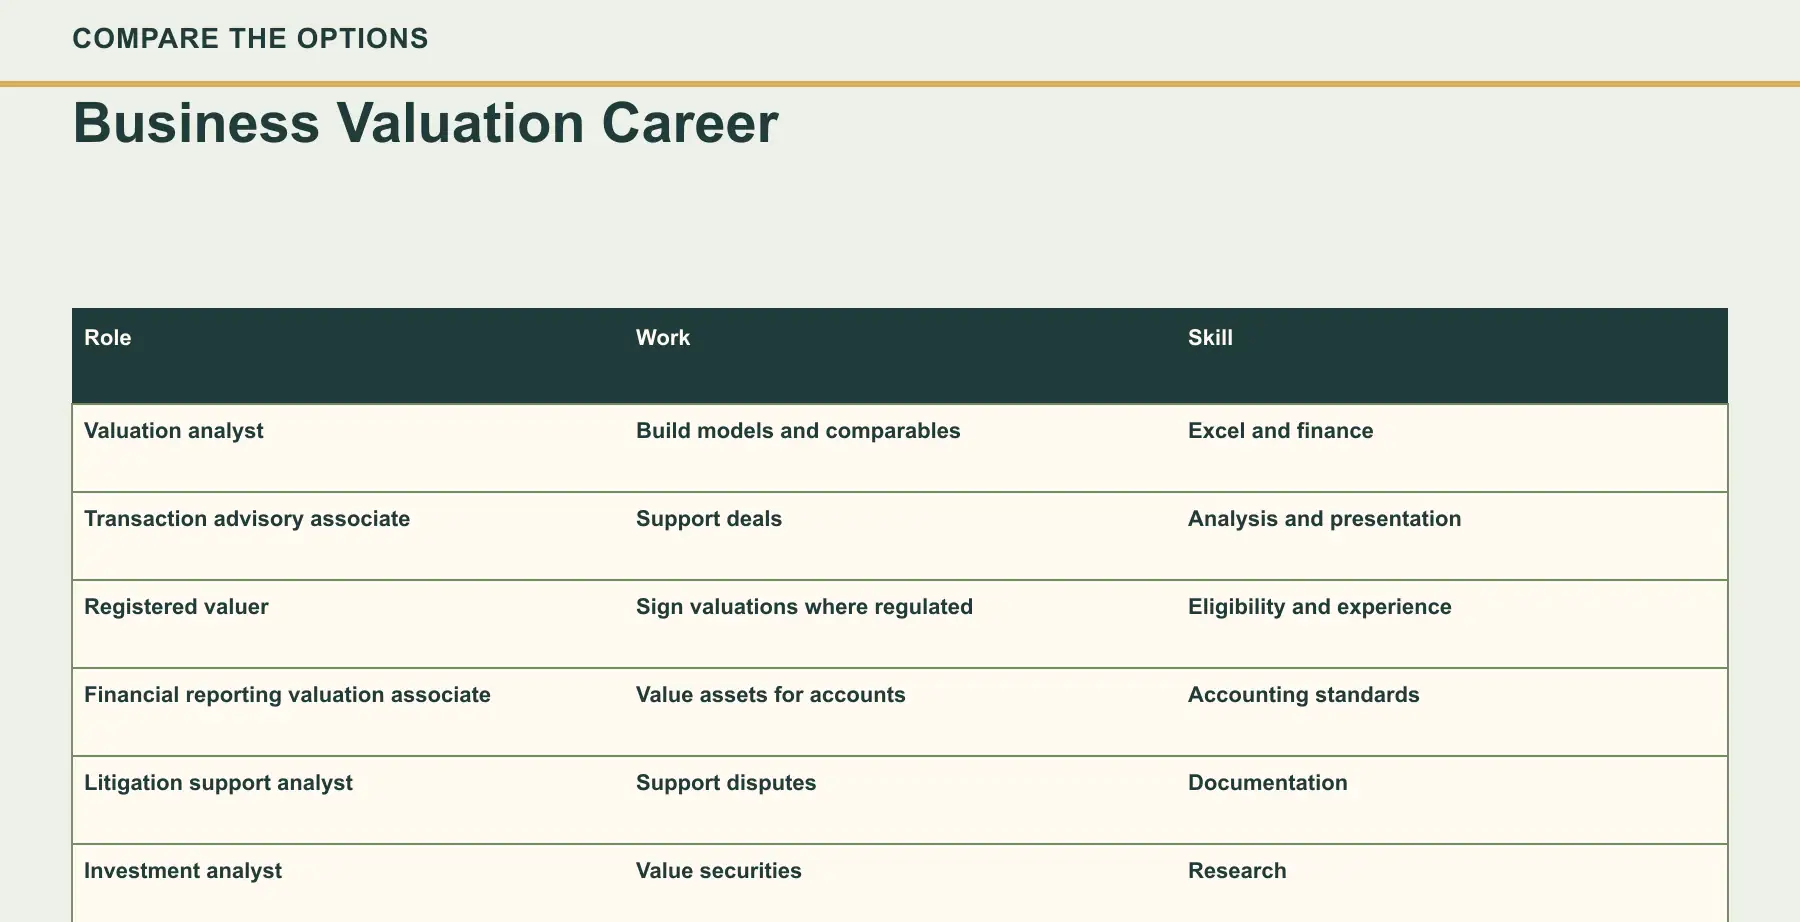 COMPARE THE OPTIONS
Business Valuation Career
Role Work Skill
Valuation analyst Build models and comparables Excel and finance
Transaction advisory associate Support deals Analysis and presentation
Registered valuer Sign valuations where regulated Eligibility and experience
Financial reporting valuation associate Value assets for accounts Accounting standards
Litigation support analyst Support disputes Documentation
Investment analyst Value securities Research